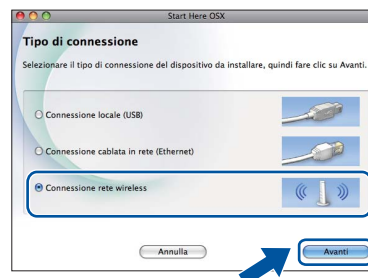 Start Here OSX
Tipo di connessione
Selezionare il tipo di connessione del dispositivo da installare, quindi fare clic su Avanti.
Connessione locale (USB)
Connessione cablata in rete (Ethernet)
Connessione rete wireless
Annulla
Avanti